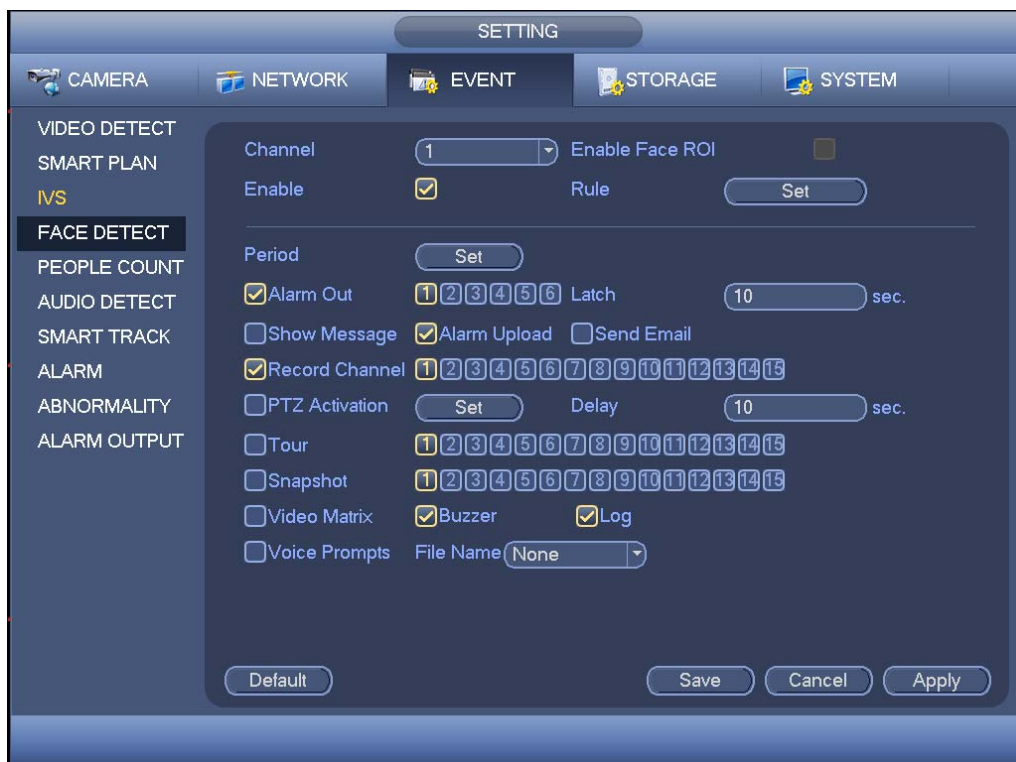 SETTING
CAMERA NETWORK EVENT STORAGE SYSTEM
VIDEO DETECT
SMART PLAN
IVS
FACE DETECT
PEOPLE COUNT
AUDIO DETECT
SMART TRACK
ALARM
ABNORMALITY
ALARM OUTPUT
Channel 1 Enable Face ROI
Enable Rule Set
Period Set
Alarm Out 1 2 3 4 5 6 Latch 10 sec.
Show Message Alarm Upload Send Email
Record Channel 1 2 3 4 5 6 7 8 9 10 11 12 13 14 15
PTZ Activation Set Delay 10 sec.
Tour 1 2 3 4 5 6 7 8 9 10 11 12 13 14 15
Snapshot 1 2 3 4 5 6 7 8 9 10 11 12 13 14 15
Video Matrix Buzzer Log
Voice Prompts File Name None
Default Save Cancel Apply